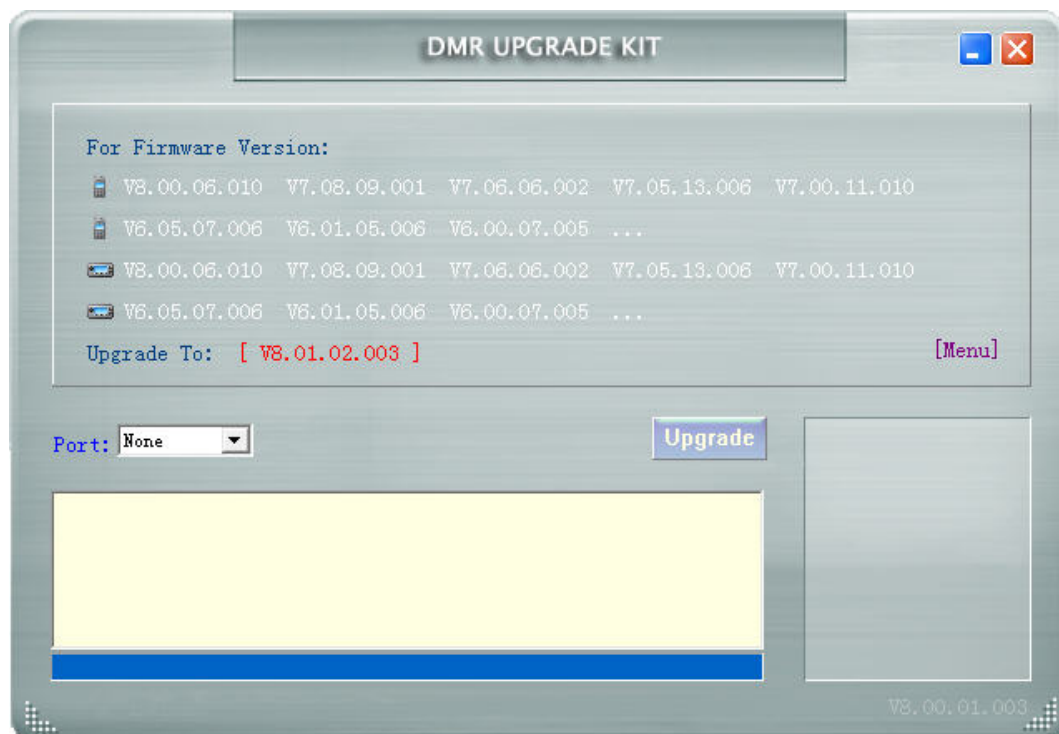 DMR UPGRADE KIT
For Firmware Version:
V8.00.06.010 V7.08.09.001 V7.06.06.002 V7.05.13.006 V7.00.11.010
V6.05.07.006 V6.01.05.006 V6.00.07.005 ...
V8.00.06.010 V7.08.09.001 V7.06.06.002 V7.05.13.006 V7.00.11.010
V6.05.07.006 V6.01.05.006 V6.00.07.005 ...
Upgrade To: [ V8.01.02.003 ] [Menu]
Port: None Upgrade
V8.00.01.003